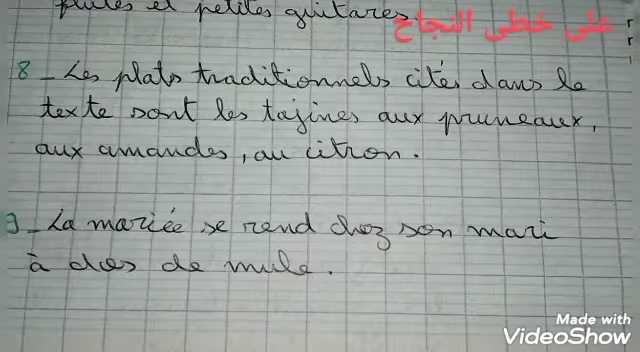 flutes et petites guitares.
على خطى النجاح
8 _ Les plats traditionnels cités dans le
texte sont les tajines aux pruneaux,
aux amandes, au citron.
9 _ La mariée se rend chez son mari
à dos de mule.
Made with
VideoShow